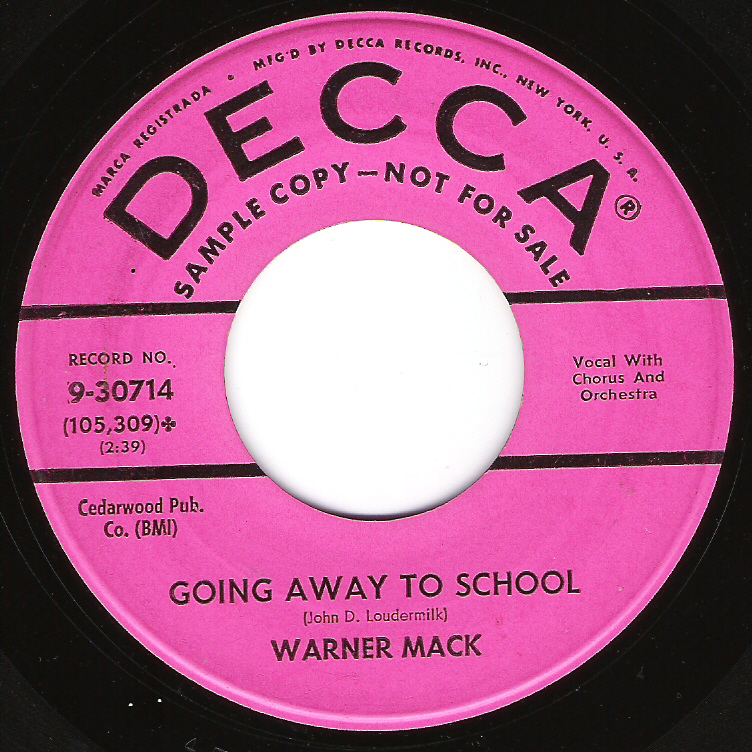 MARCA REGISTRADA • MFG'D BY DECCA RECORDS, INC., NEW YORK, U. S. A.
DECCA®
SAMPLE COPY—NOT FOR SALE
RECORD NO.
9-30714
(105,309)✤
(2:39)
Vocal With
Chorus And
Orchestra
Cedarwood Pub.
Co. (BMI)
GOING AWAY TO SCHOOL
(John D. Loudermilk)
WARNER MACK